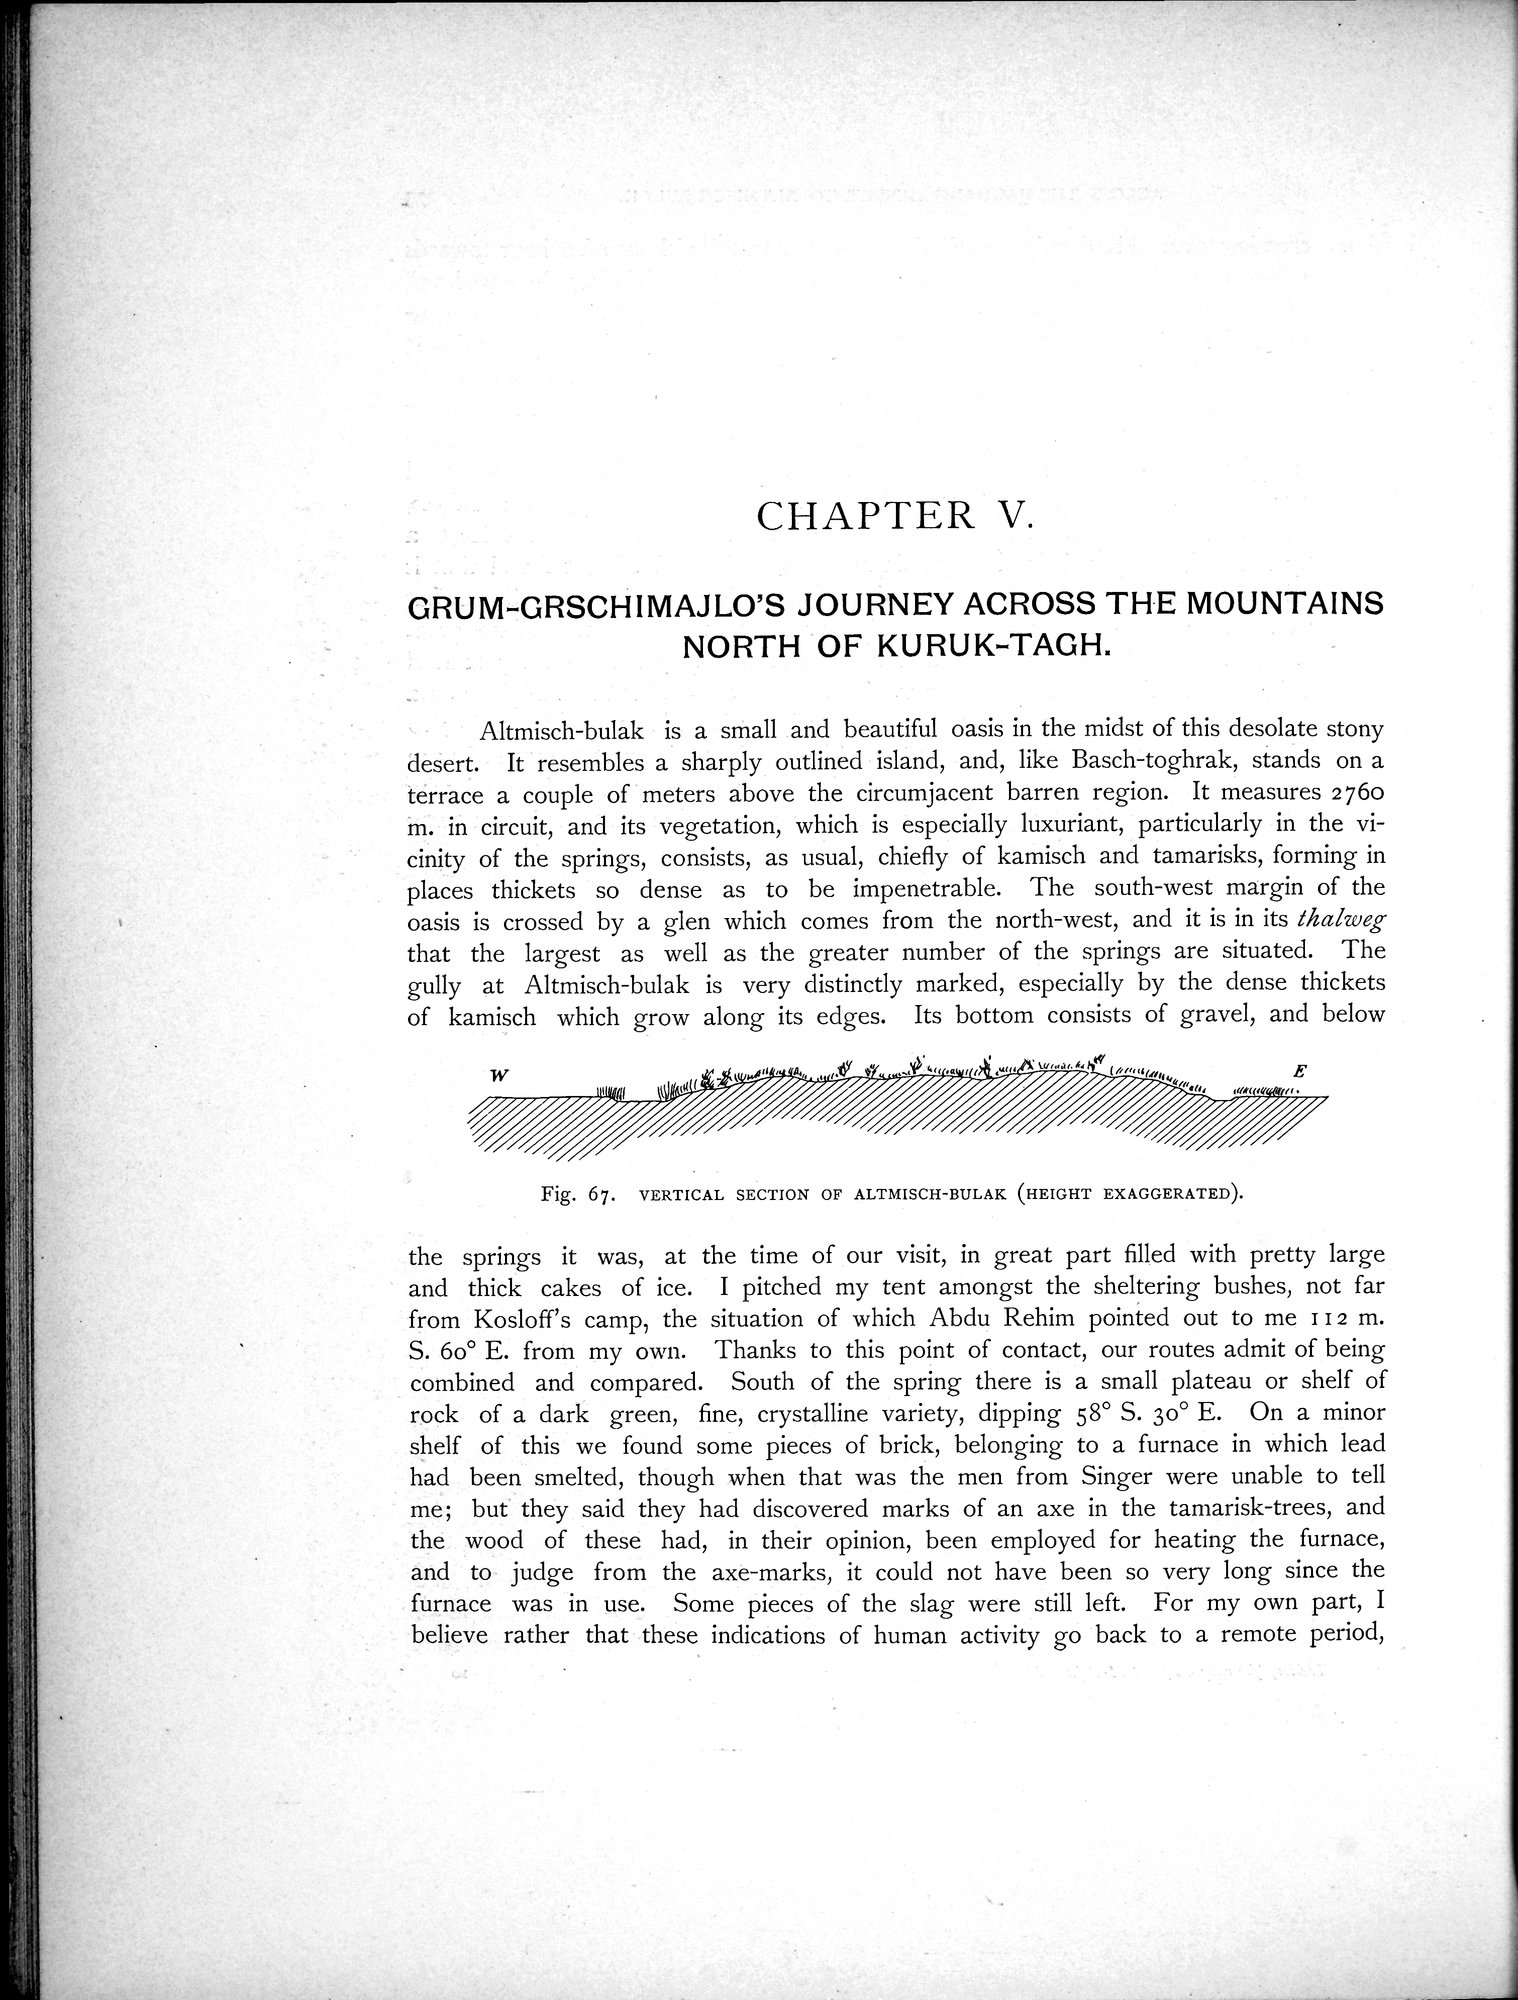 CHAPTER V.
GRUM-GRSCHIMAJLO'S JOURNEY ACROSS THE MOUNTAINS
NORTH OF KURUK-TAGH.
Altmisch-bulak is a small and beautiful oasis in the midst of this desolate stony
desert. It resembles a sharply outlined island, and, like Basch-toghrak, stands on a
terrace a couple of meters above the circumjacent barren region. It measures 2760
m. in circuit, and its vegetation, which is especially luxuriant, particularly in the vi-
cinity of the springs, consists, as usual, chiefly of kamisch and tamarisks, forming in
places thickets so dense as to be impenetrable. The south-west margin of the
oasis is crossed by a glen which comes from the north-west, and it is in its thalweg
that the largest as well as the greater number of the springs are situated. The
gully at Altmisch-bulak is very distinctly marked, especially by the dense thickets
of kamisch which grow along its edges. Its bottom consists of gravel, and below
W E
Fig. 67. VERTICAL SECTION OF ALTMISCH-BULAK (HEIGHT EXAGGERATED).
the springs it was, at the time of our visit, in great part filled with pretty large
and thick cakes of ice. I pitched my tent amongst the sheltering bushes, not far
from Kosloff's camp, the situation of which Abdu Rehim pointed out to me 112 m.
S. 60° E. from my own. Thanks to this point of contact, our routes admit of being
combined and compared. South of the spring there is a small plateau or shelf of
rock of a dark green, fine, crystalline variety, dipping 58° S. 30° E. On a minor
shelf of this we found some pieces of brick, belonging to a furnace in which lead
had been smelted, though when that was the men from Singer were unable to tell
me; but they said they had discovered marks of an axe in the tamarisk-trees, and
the wood of these had, in their opinion, been employed for heating the furnace,
and to judge from the axe-marks, it could not have been so very long since the
furnace was in use. Some pieces of the slag were still left. For my own part, I
believe rather that these indications of human activity go back to a remote period,